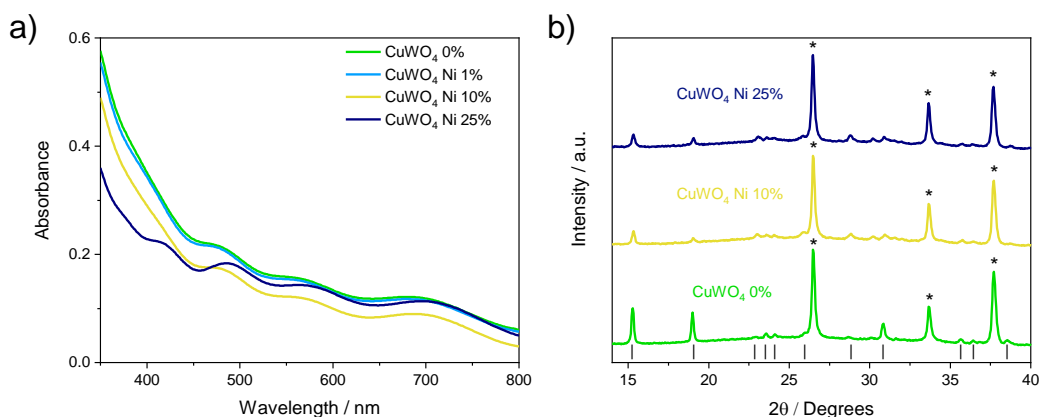 a)
0.6
0.4
0.2
0.0
Absorbance
400 500 600 700 800
Wavelength / nm
CuWO₄ 0%
CuWO₄ Ni 1%
CuWO₄ Ni 10%
CuWO₄ Ni 25%
b)
Intensity / a.u.
CuWO₄ Ni 25%
* * *
CuWO₄ Ni 10%
* * *
CuWO₄ 0%
* * *
15 20 25 30 35 40
2θ / Degrees